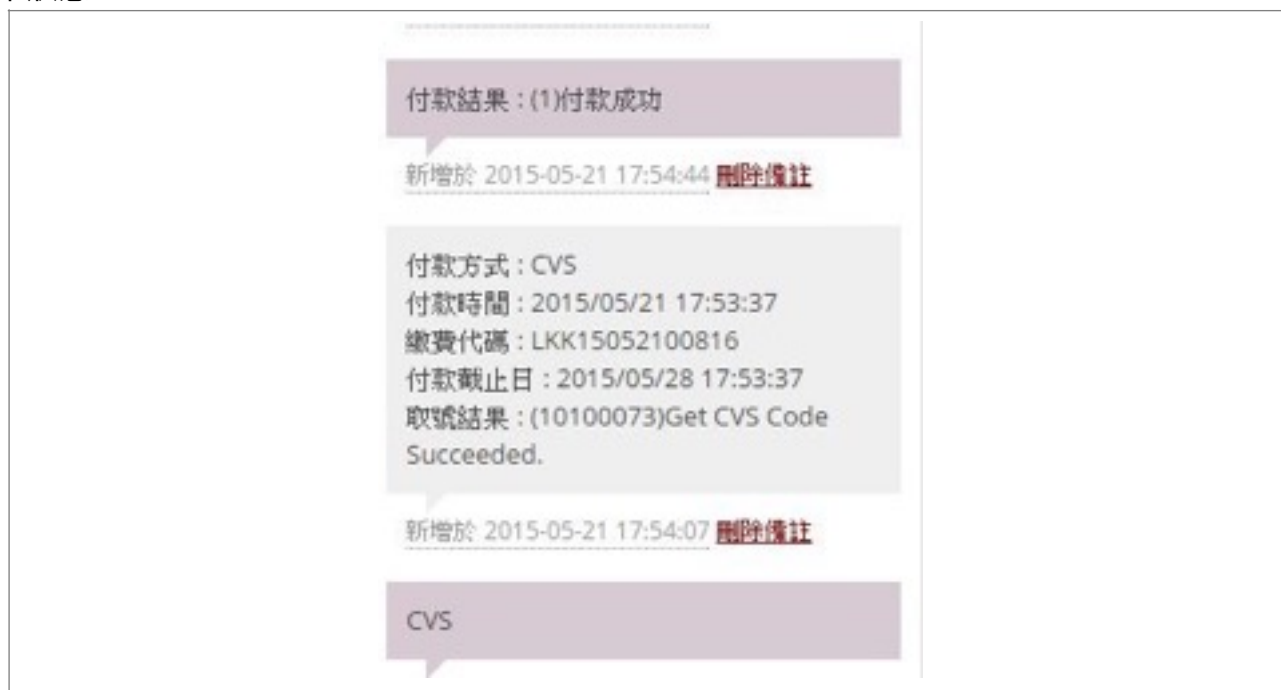 付款結果：(1)付款成功
新增於 2015-05-21 17:54:44 刪除備註
付款方式：CVS
付款時間：2015/05/21 17:53:37
繳費代碼：LKK15052100816
付款截止日：2015/05/28 17:53:37
取號結果：(10100073)Get CVS Code
Succeeded.
新增於 2015-05-21 17:54:07 刪除備註
CVS